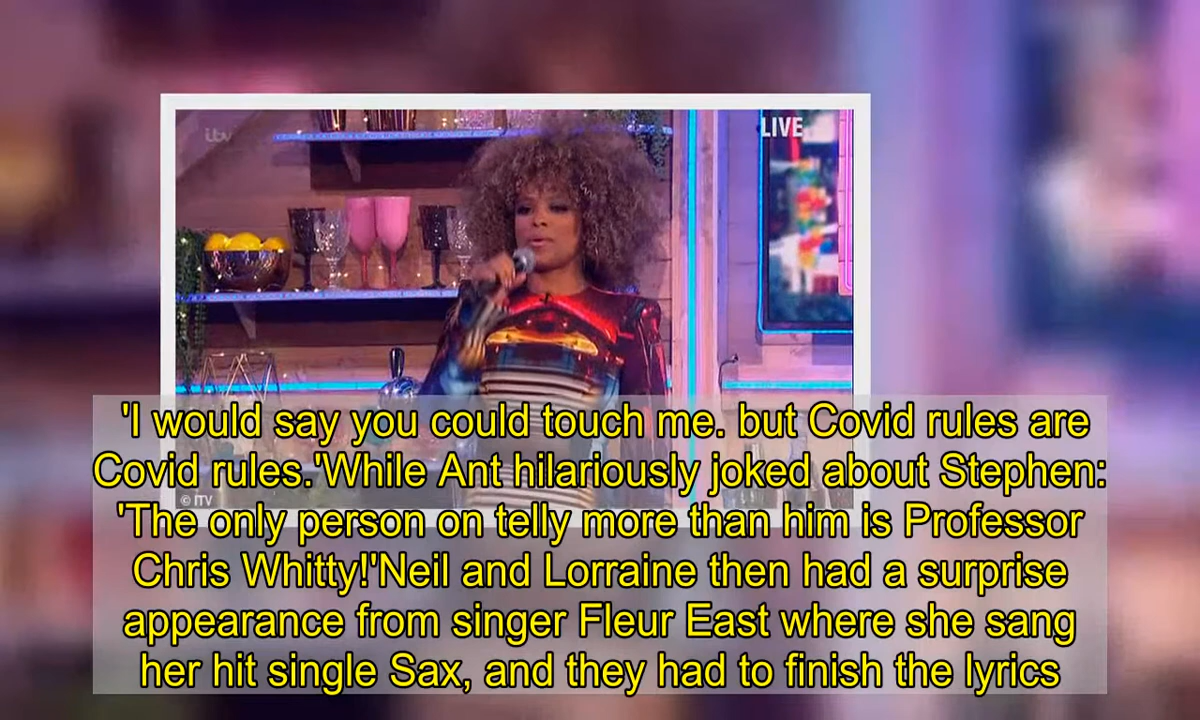 itv
LIVE
'I would say you could touch me. but Covid rules are
Covid rules.'While Ant hilariously joked about Stephen:
© ITV
'The only person on telly more than him is Professor
Chris Whitty!'Neil and Lorraine then had a surprise
appearance from singer Fleur East where she sang
her hit single Sax, and they had to finish the lyrics